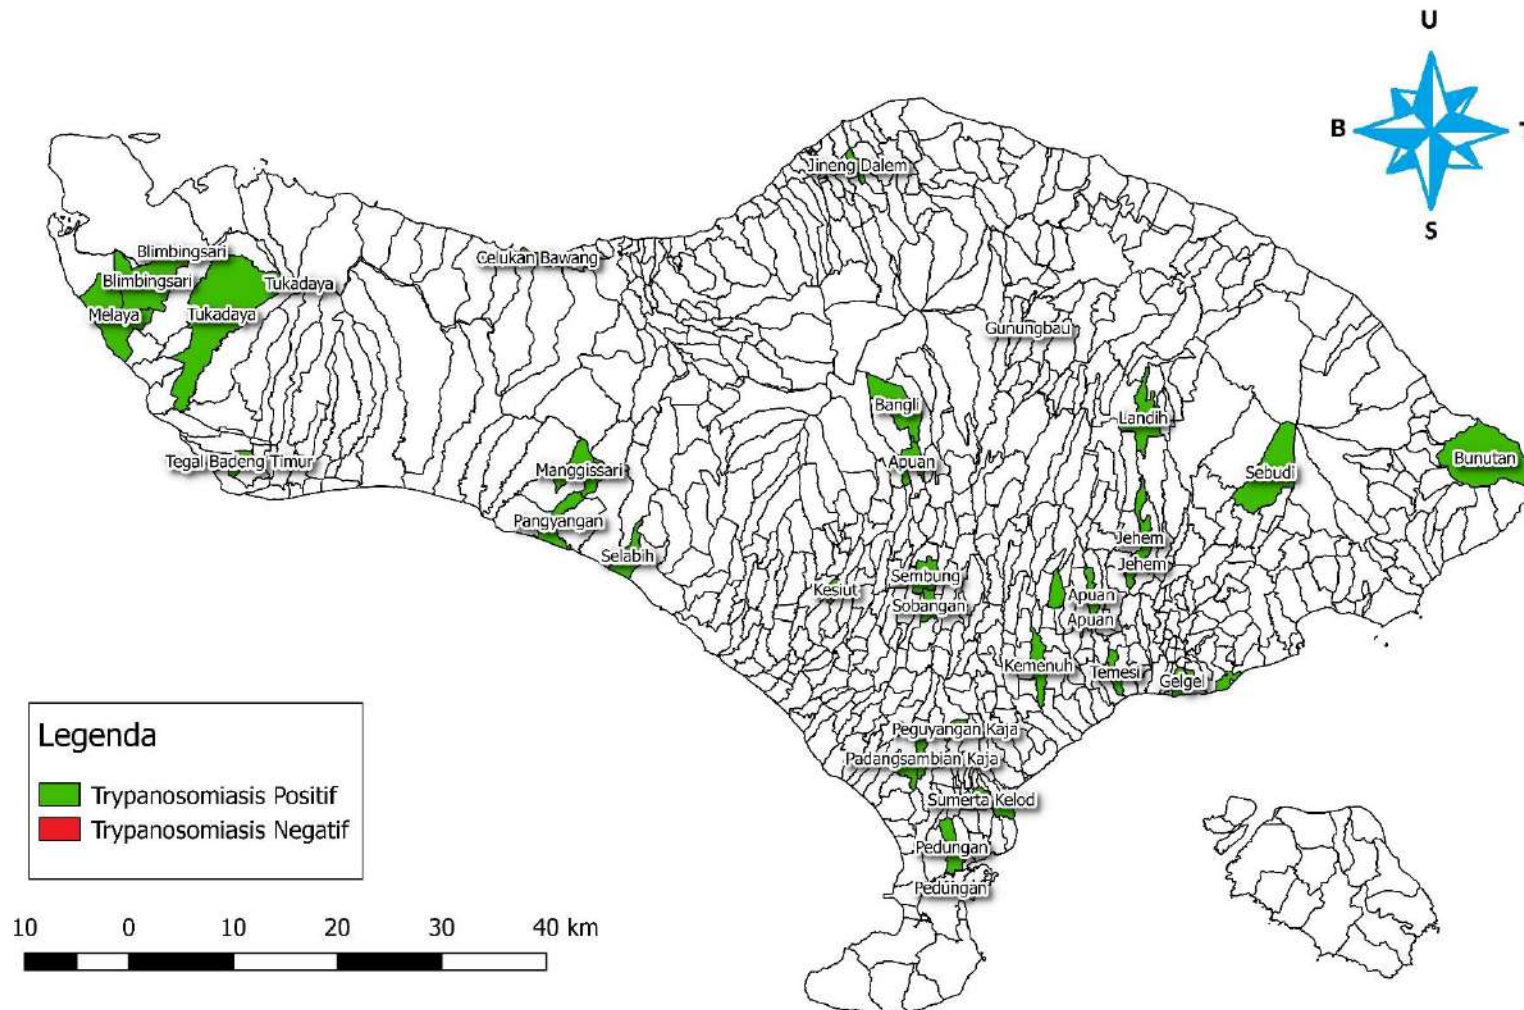 U
B
T
S
Jineng Dalem
Blimbingsari
Celukan Bawang
Blimbingsari
Tukadaya
Melaya
Tukadaya
Gunungbau
Bangli
Landih
Tegal Badeng Timur
Manggissari
Apuan
Sebudi
Bunutan
Pangyangan
Jehem
Selabih
Jehem
Sembung
Kesiut
Apuan
Sobangan
Apuan
Kemenuh
Temesi
Gelgel
Peguyangan Kaja
Padangsambian Kaja
Sumerta Kelod
Pedungan
Pedungan
Legenda
Trypanosomiasis Positif
Trypanosomiasis Negatif
10 0 10 20 30 40 km